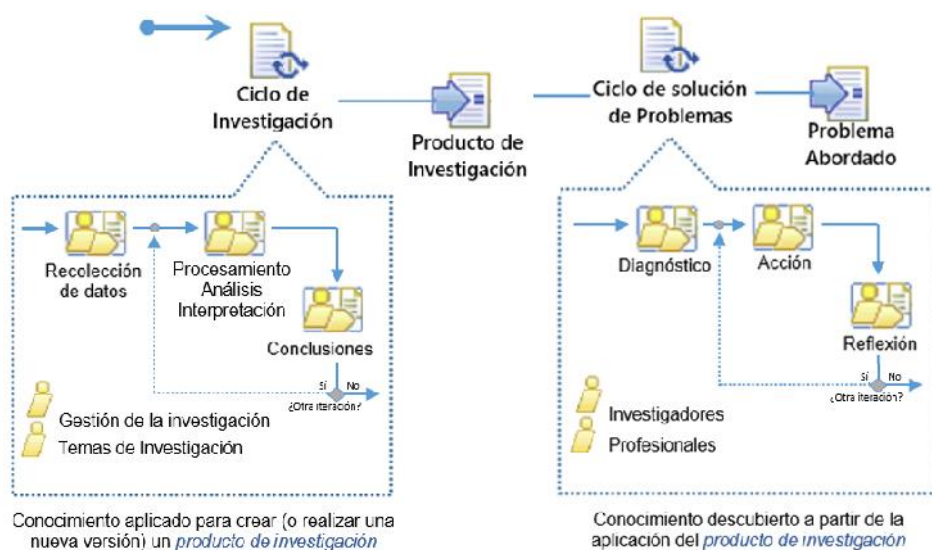 Ciclo de
Investigación
Producto de
Investigación
Ciclo de solución
de Problemas
Problema
Abordado
Recolección
de datos
Procesamiento
Análisis
Interpretación
Conclusiones
Sí No
¿Otra iteración?
Gestión de la investigación
Temas de Investigación
Conocimiento aplicado para crear (o realizar una
nueva versión) un producto de investigación
Diagnóstico
Acción
Reflexión
Sí No
¿Otra iteración?
Investigadores
Profesionales
Conocimiento descubierto a partir de la
aplicación del producto de investigación